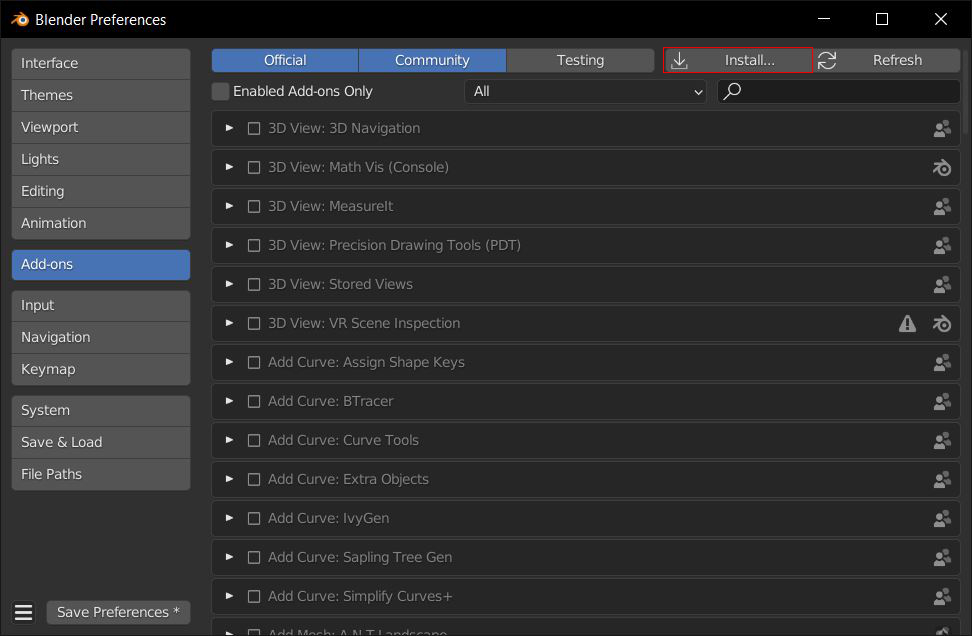 Blender Preferences
Interface
Themes
Viewport
Lights
Editing
Animation
Add-ons
Input
Navigation
Keymap
System
Save & Load
File Paths
Save Preferences *
Official Community Testing Install... Refresh
Enabled Add-ons Only All
3D View: 3D Navigation
3D View: Math Vis (Console)
3D View: MeasureIt
3D View: Precision Drawing Tools (PDT)
3D View: Stored Views
3D View: VR Scene Inspection
Add Curve: Assign Shape Keys
Add Curve: BTracer
Add Curve: Curve Tools
Add Curve: Extra Objects
Add Curve: IvyGen
Add Curve: Sapling Tree Gen
Add Curve: Simplify Curves+
Add Mesh: A.N.T.Landscape